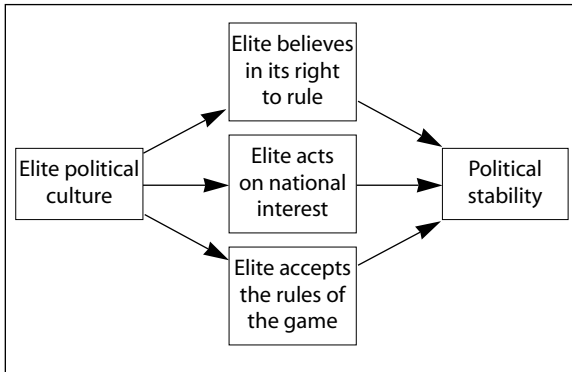 Elite believes
in its right
to rule
Elite political
culture
Elite acts
on national
interest
Political
stability
Elite accepts
the rules of
the game